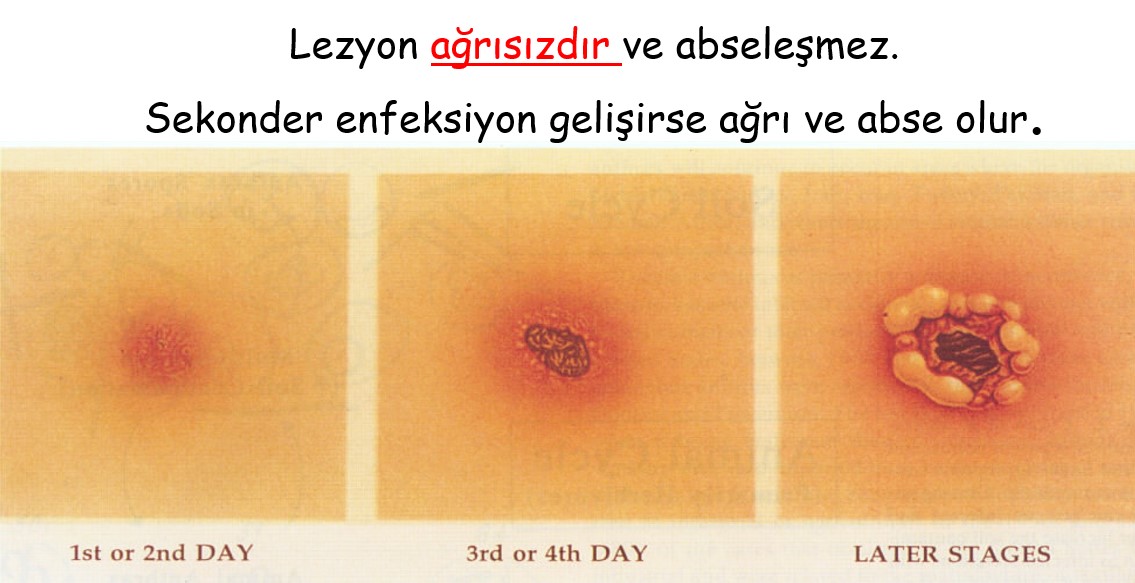 Lezyon ağrısızdır ve abseleşmez.
Sekonder enfeksiyon gelişirse ağrı ve abse olur.
1st or 2nd DAY
3rd or 4th DAY
LATER STAGES